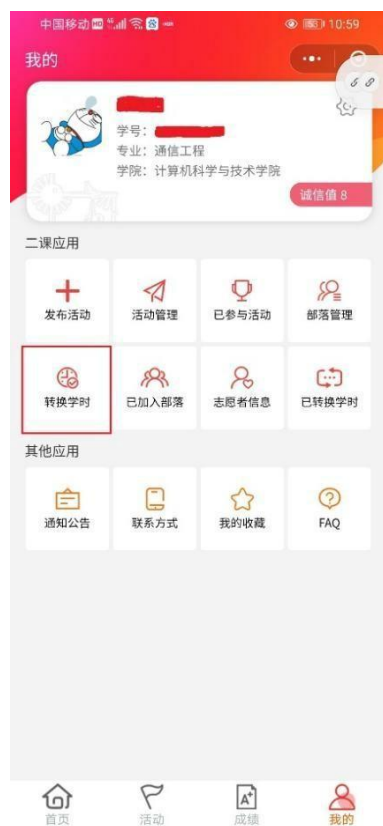 中国移动 HD 4G 10:59
我的
学号：
专业：通信工程
学院：计算机科学与技术学院
诚信值 8
二课应用
发布活动 活动管理 已参与活动 部落管理
转换学时 已加入部落 志愿者信息 已转换学时
其他应用
通知公告 联系方式 我的收藏 FAQ
首页 活动 成绩 我的